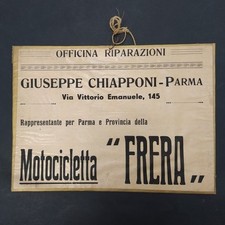 OFFICINA RIPARAZIONI
GIUSEPPE CHIAPPONI - PARMA
Via Vittorio Emanuele, 145
Rappresentante per Parma e Provincia della
Motocicletta "FRERA"